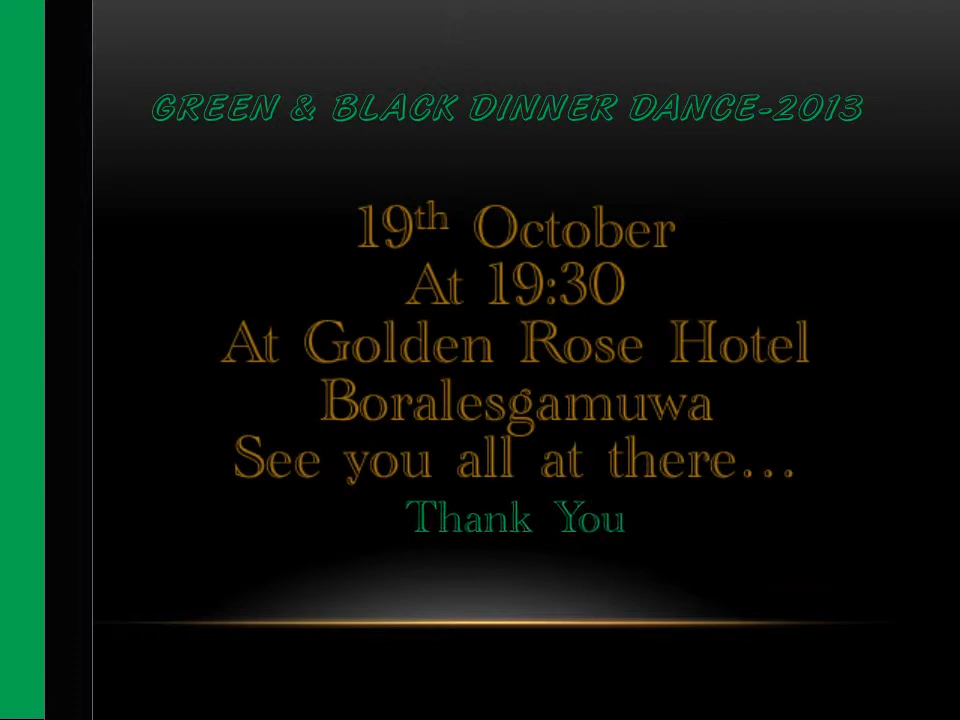 GREEN & BLACK DINNER DANCE-2013
19th October
At 19:30
At Golden Rose Hotel
Boralesgamuwa
See you all at there…
Thank You